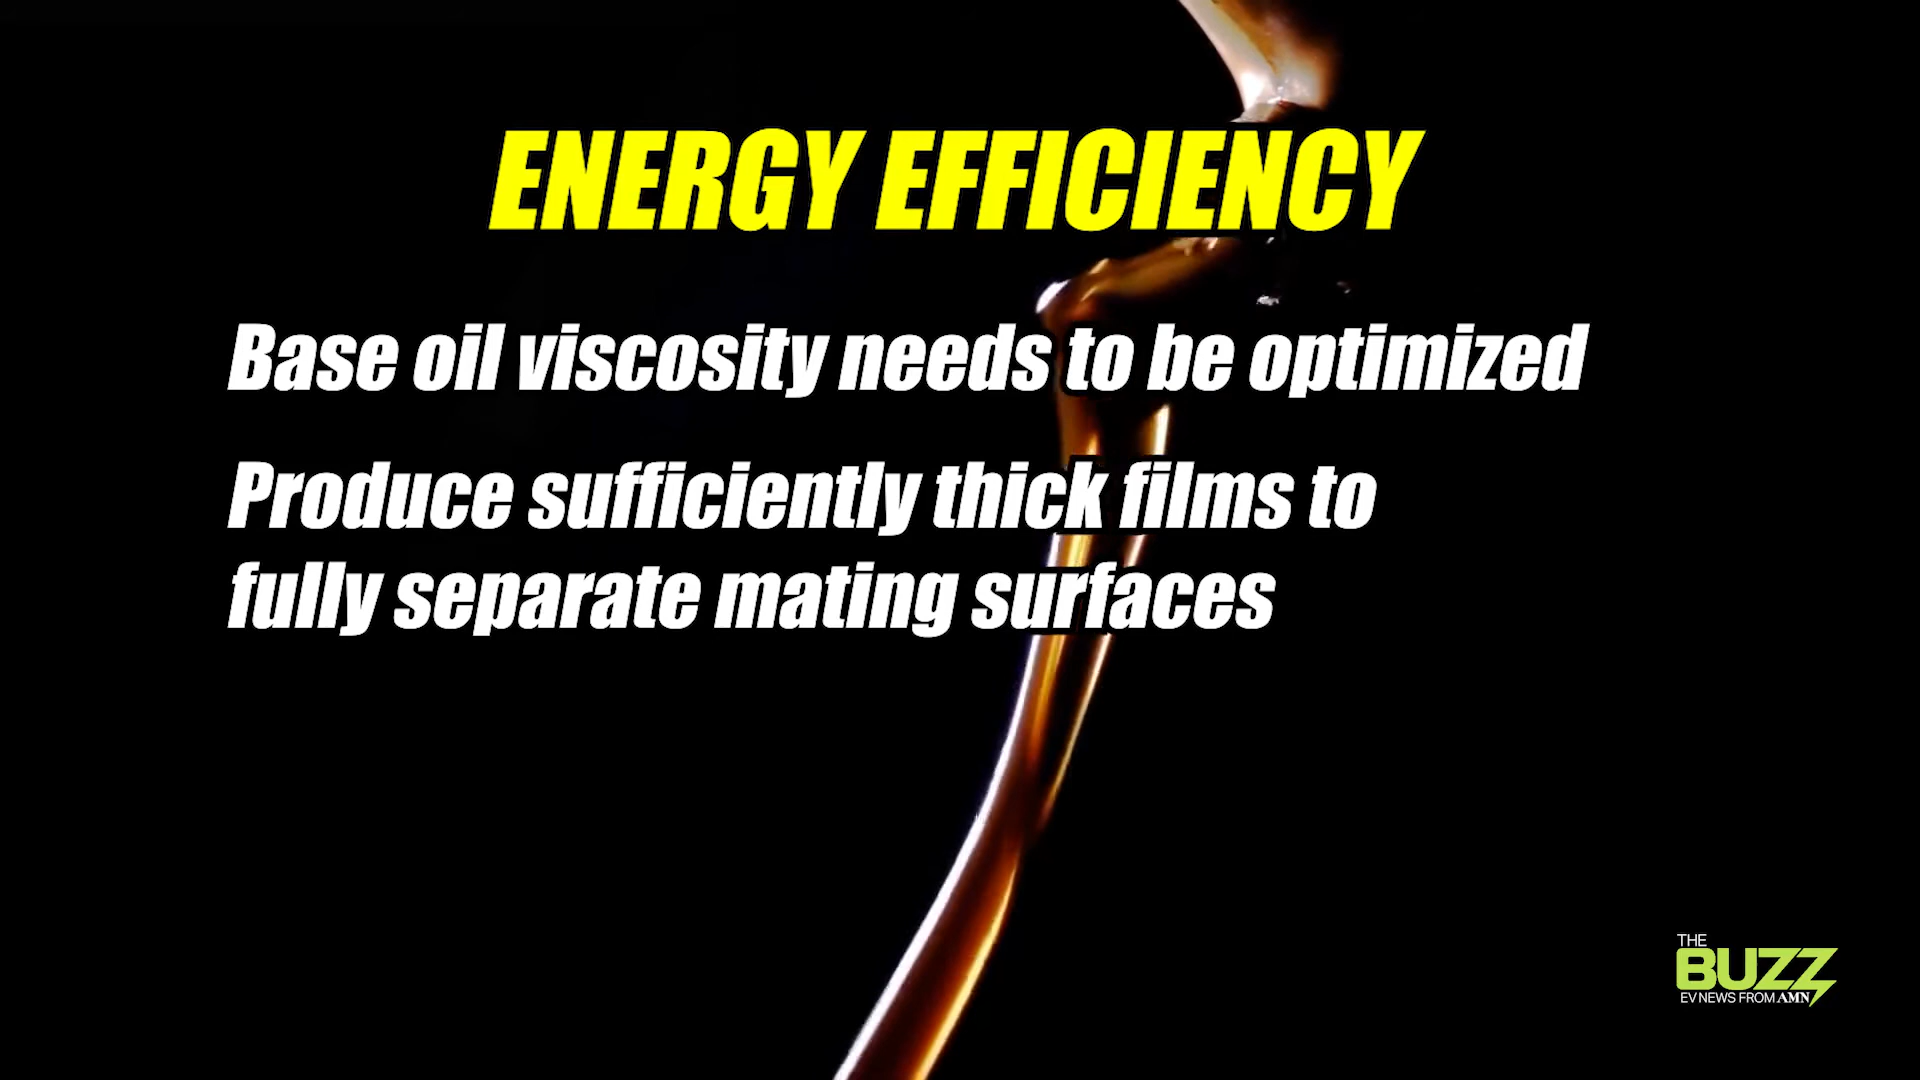 ENERGY EFFICIENCY
Base oil viscosity needs to be optimized
Produce sufficiently thick films to
fully separate mating surfaces
THE
BUZZ
EV NEWS FROM AMN